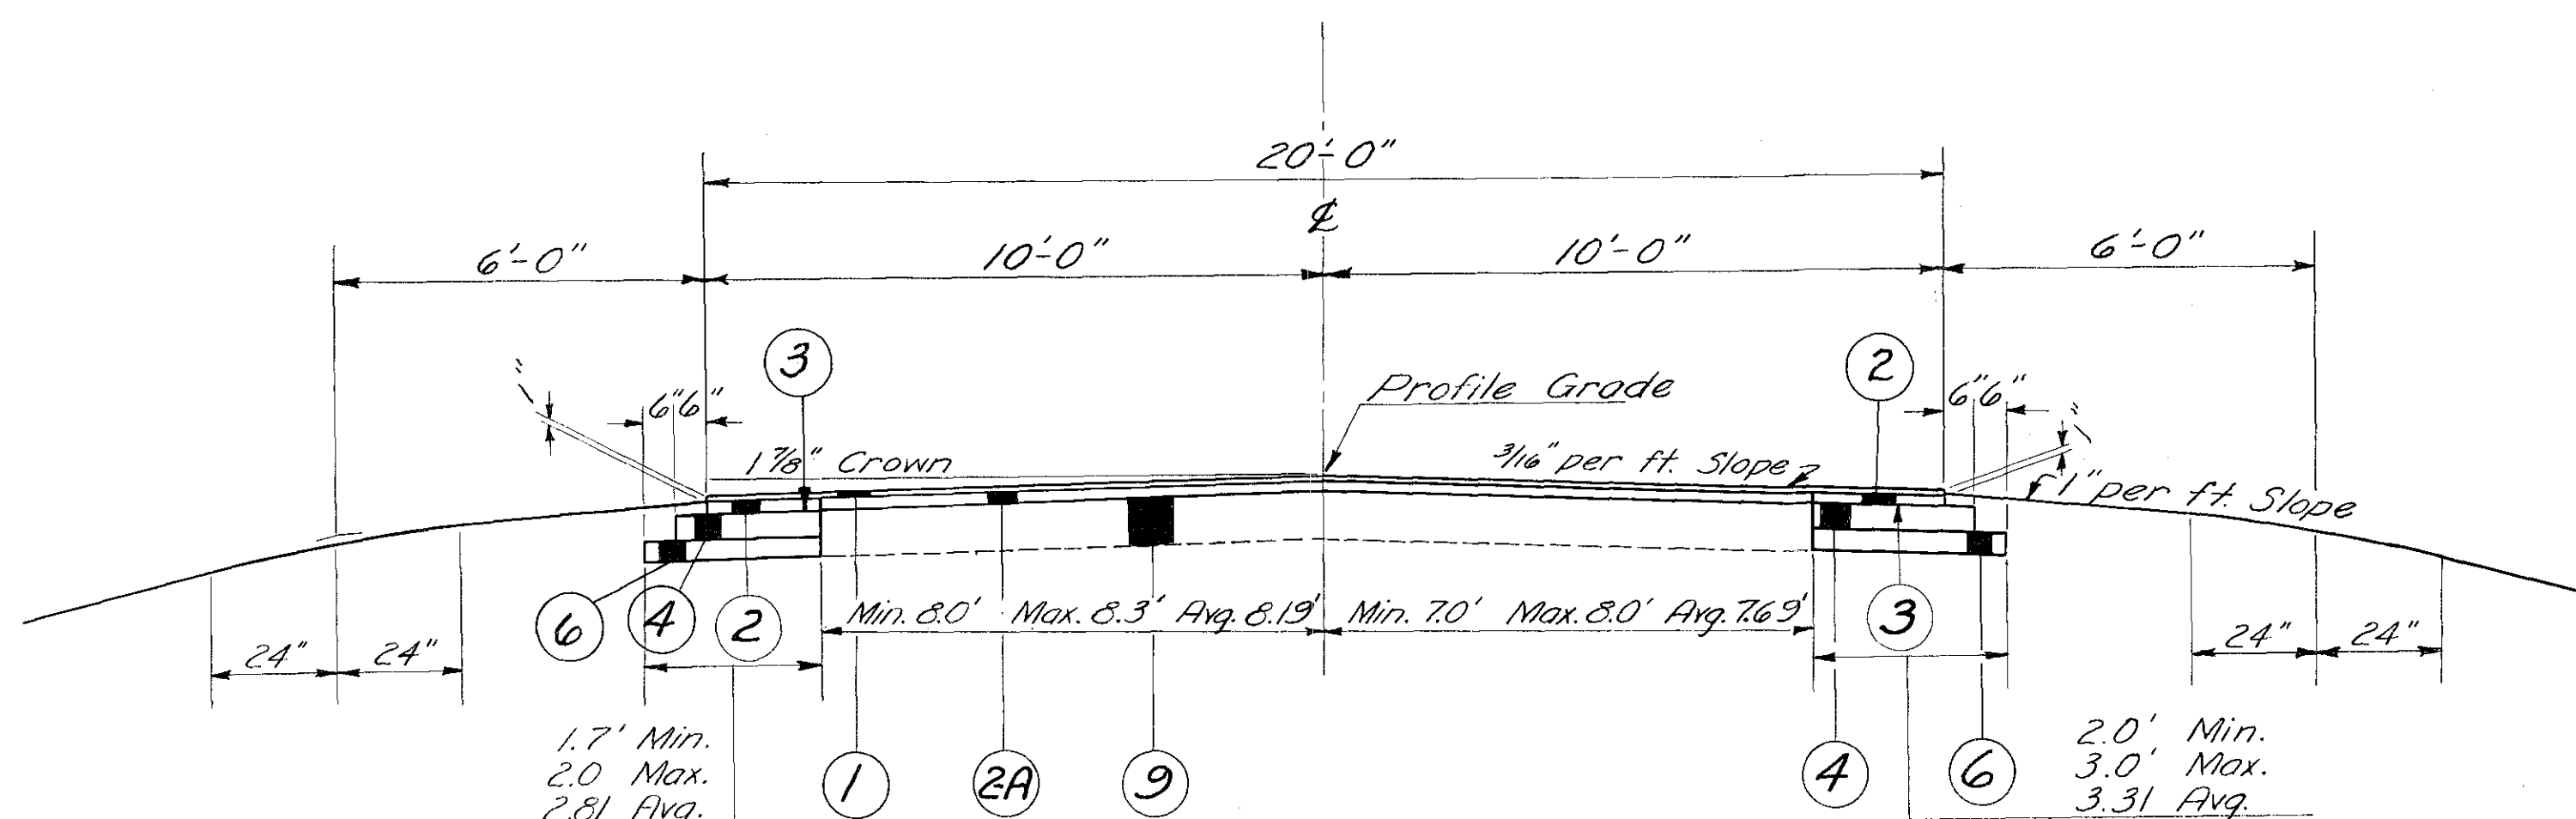 20'-0"
℄
6'-0" 10'-0" 10'-0" 6'-0"
3 2
6" 6" Profile Grade 6" 6"
1 7/8" Crown 3/16" per ft. Slope
1" per ft. Slope
6 4 2 Min. 8.0' Max. 8.3' Avg. 8.19' Min. 7.0' Max. 8.0' Avg. 7.69' 3
24" 24" 24" 24"
1.7' Min.
2.0 Max.
2.81 Avg.
1 2-A 9 4 6
2.0' Min.
3.0' Max.
3.31 Avg.